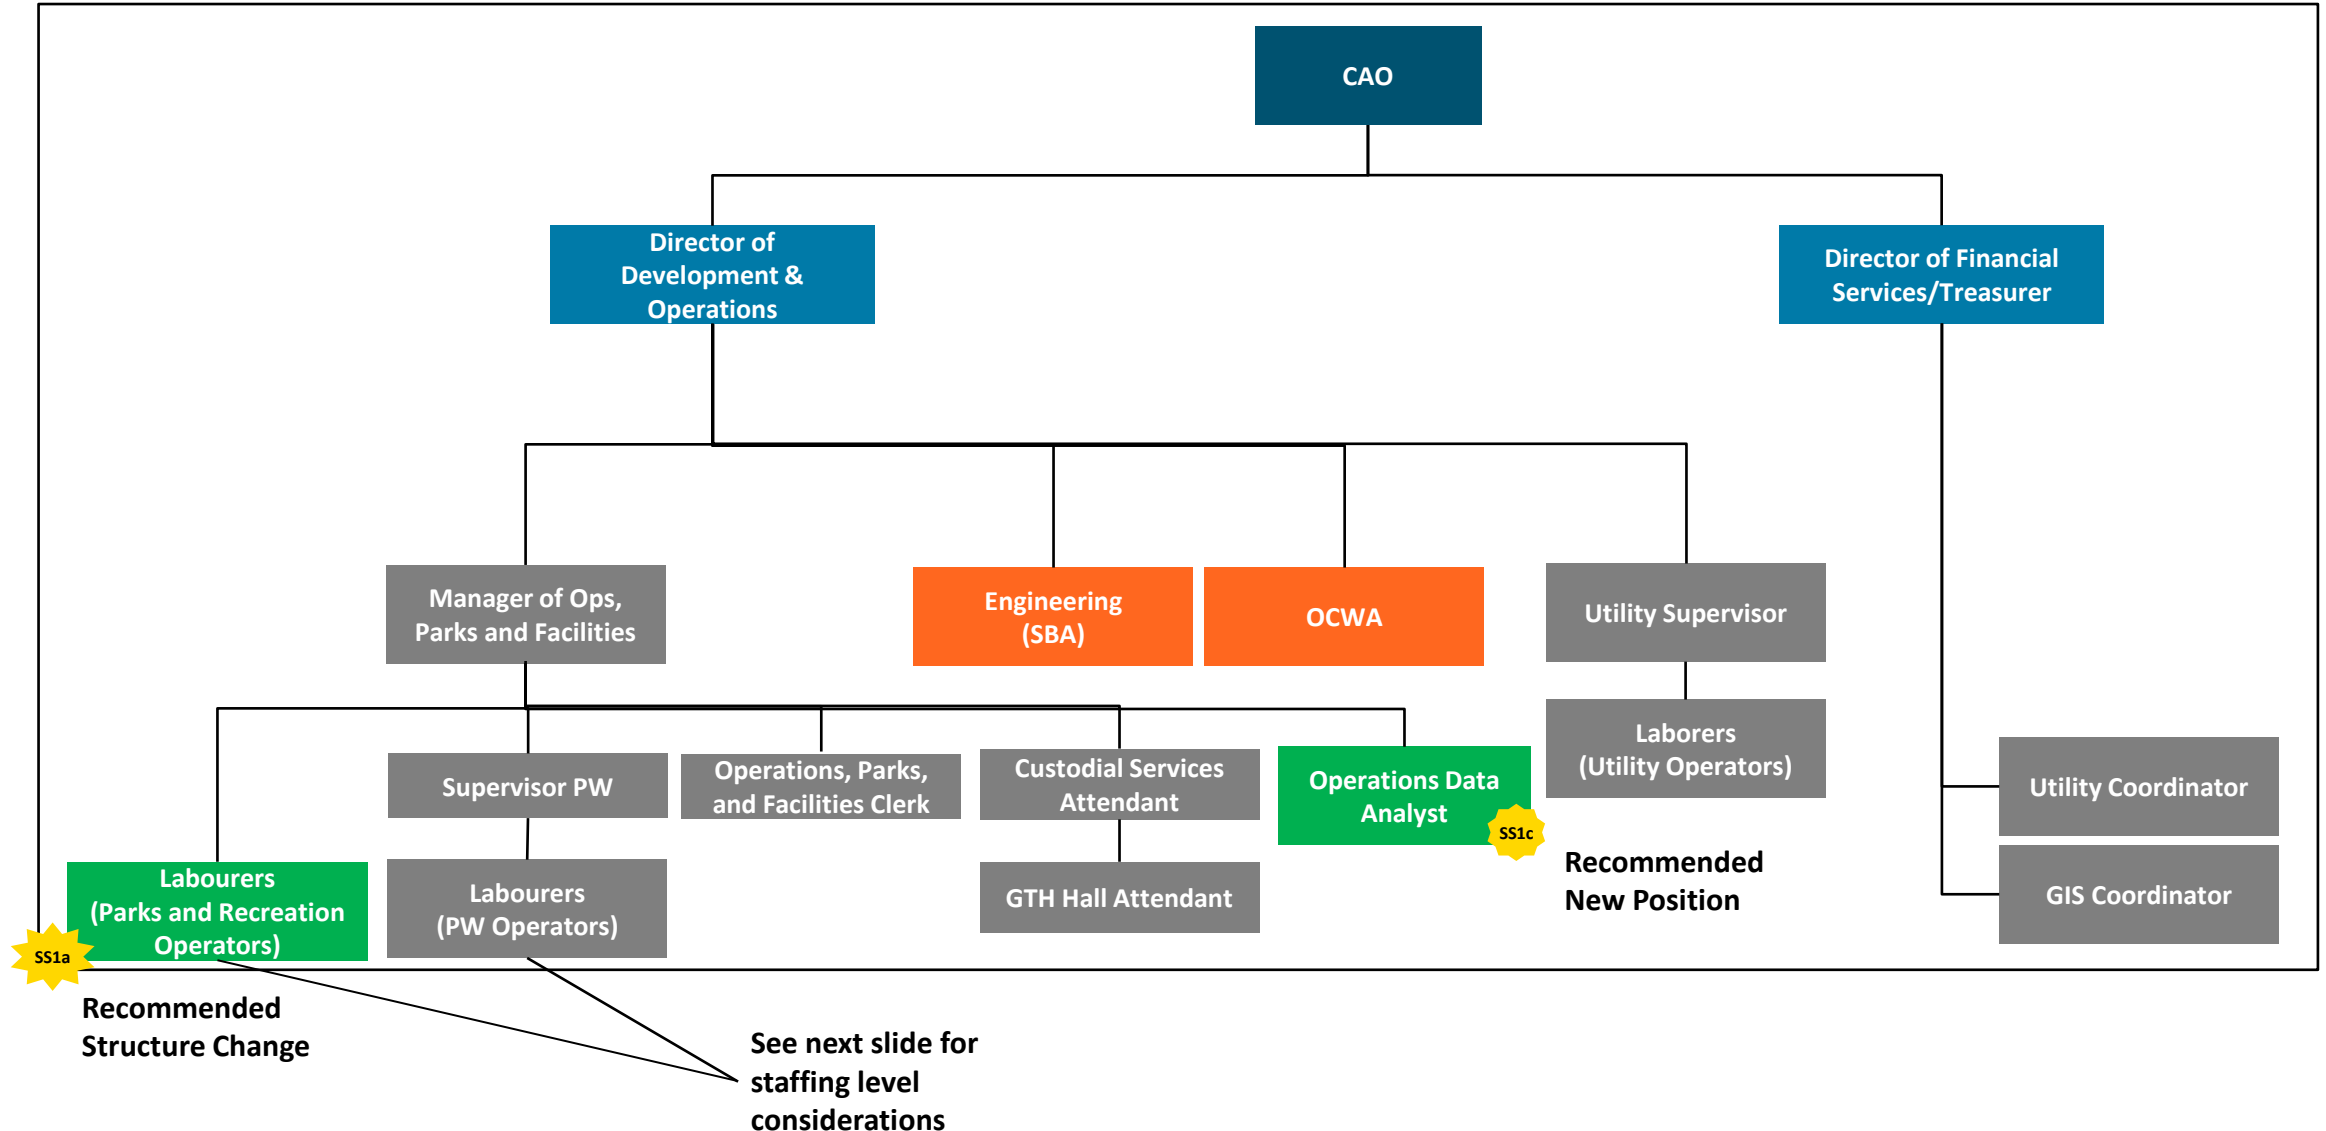 CAO
Director of
Development &
Operations
Director of Financial
Services/Treasurer
Manager of Ops,
Parks and Facilities
Engineering
(SBA)
OCWA
Utility Supervisor
Laborers
(Utility Operators)
Supervisor PW
Operations, Parks,
and Facilities Clerk
Custodial Services
Attendant
Operations Data
Analyst
SS1c
Utility Coordinator
Recommended
New Position
Labourers
(Parks and Recreation
Operators)
SS1a
Labourers
(PW Operators)
GTH Hall Attendant
GIS Coordinator
Recommended
Structure Change
See next slide for
staffing level
considerations